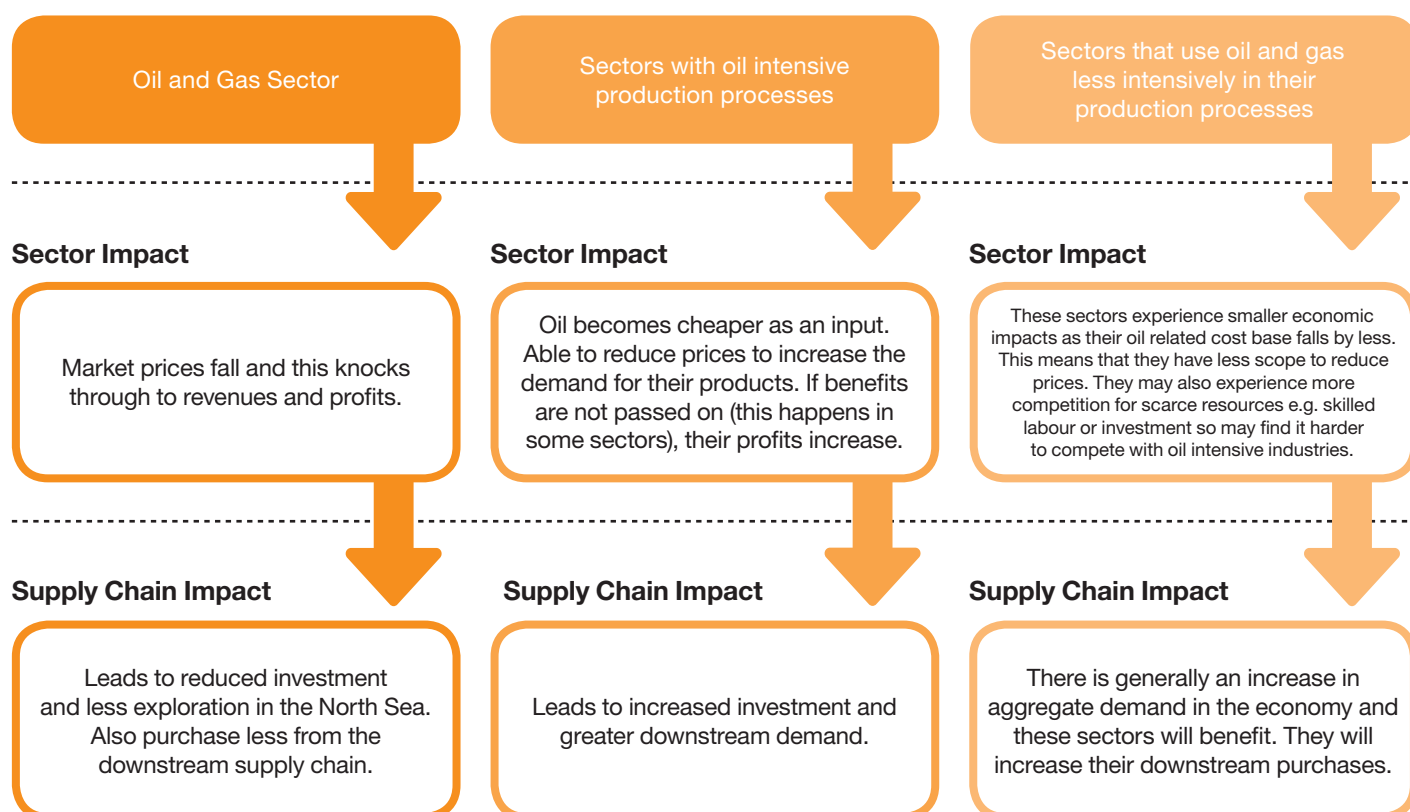 Oil and Gas Sector
Sectors with oil intensive
production processes
Sectors that use oil and gas
less intensively in their
production processes
Sector Impact
Sector Impact
Sector Impact
Market prices fall and this knocks
through to revenues and profits.
Oil becomes cheaper as an input.
Able to reduce prices to increase the
demand for their products. If benefits
are not passed on (this happens in
some sectors), their profits increase.
These sectors experience smaller economic
impacts as their oil related cost base falls by less.
This means that they have less scope to reduce
prices. They may also experience more
competition for scarce resources e.g. skilled
labour or investment so may find it harder
to compete with oil intensive industries.
Supply Chain Impact
Supply Chain Impact
Supply Chain Impact
Leads to reduced investment
and less exploration in the North Sea.
Also purchase less from the
downstream supply chain.
Leads to increased investment and
greater downstream demand.
There is generally an increase in
aggregate demand in the economy and
these sectors will benefit. They will
increase their downstream purchases.